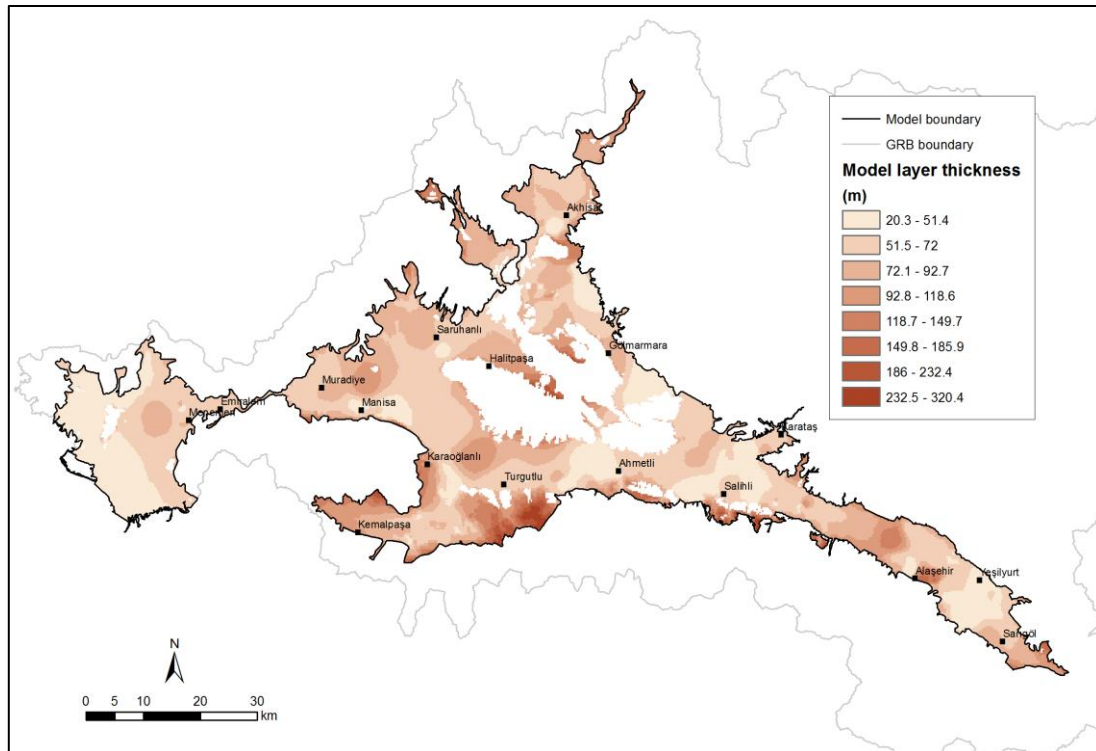 Model boundary
GRB boundary
Model layer thickness
(m)
20.3 - 51.4
51.5 - 72
72.1 - 92.7
92.8 - 118.6
118.7 - 149.7
149.8 - 185.9
186 - 232.4
232.5 - 320.4
Akhisar
Saruhanlı
Gölmarmara
Halitpaşa
Muradiye
Manisa
Emiralem
Menemen
Karataş
Karaoğlanlı
Turgutlu
Ahmetli
Salihli
Kemalpaşa
Alaşehir
Yeşilyurt
Sarıgöl
N
0 5 10 20 30
km